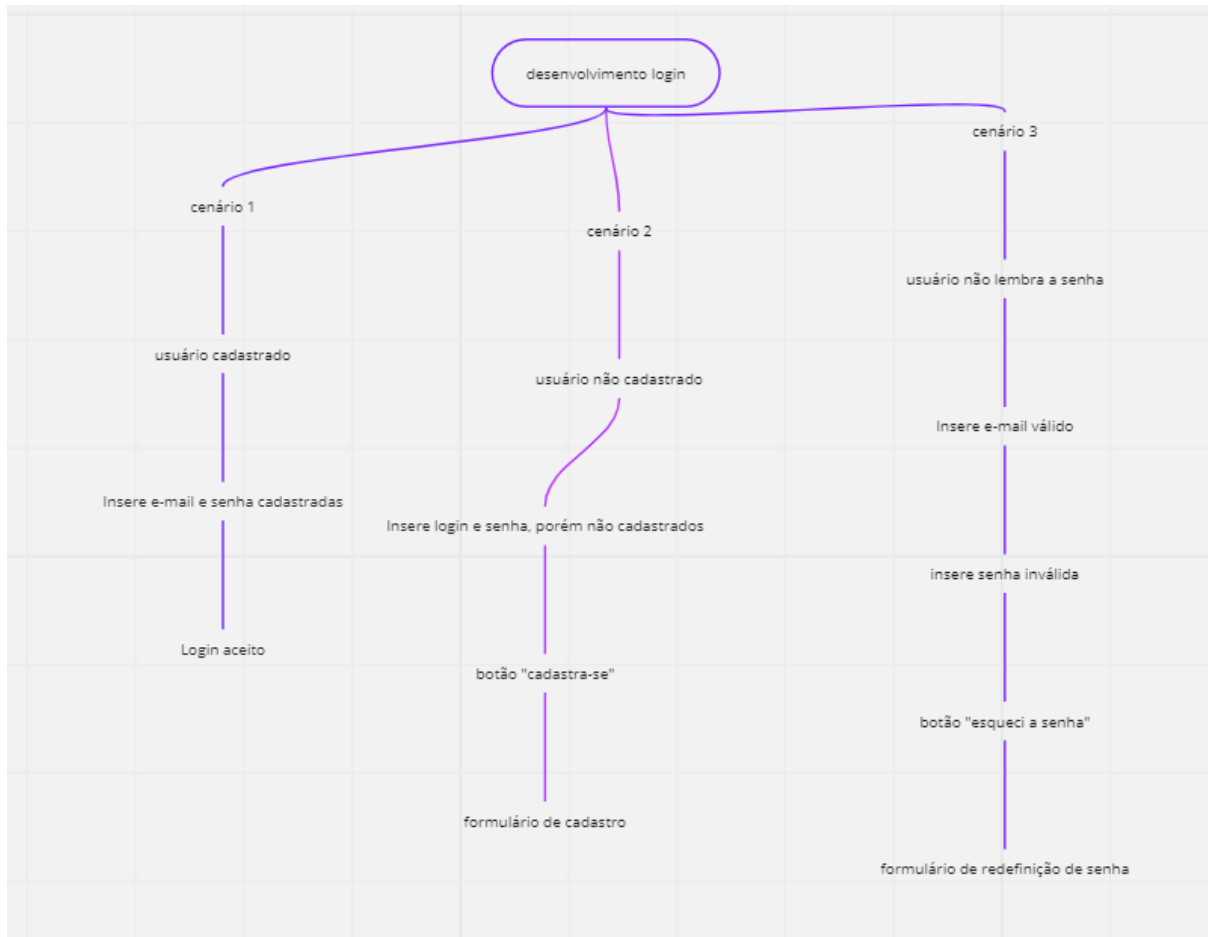 desenvolvimento login
cenário 1
usuário cadastrado
Insere e-mail e senha cadastradas
Login aceito
cenário 2
usuário não cadastrado
Insere login e senha, porém não cadastrados
botão "cadastra-se"
formulário de cadastro
cenário 3
usuário não lembra a senha
Insere e-mail válido
insere senha inválida
botão "esqueci a senha"
formulário de redefinição de senha